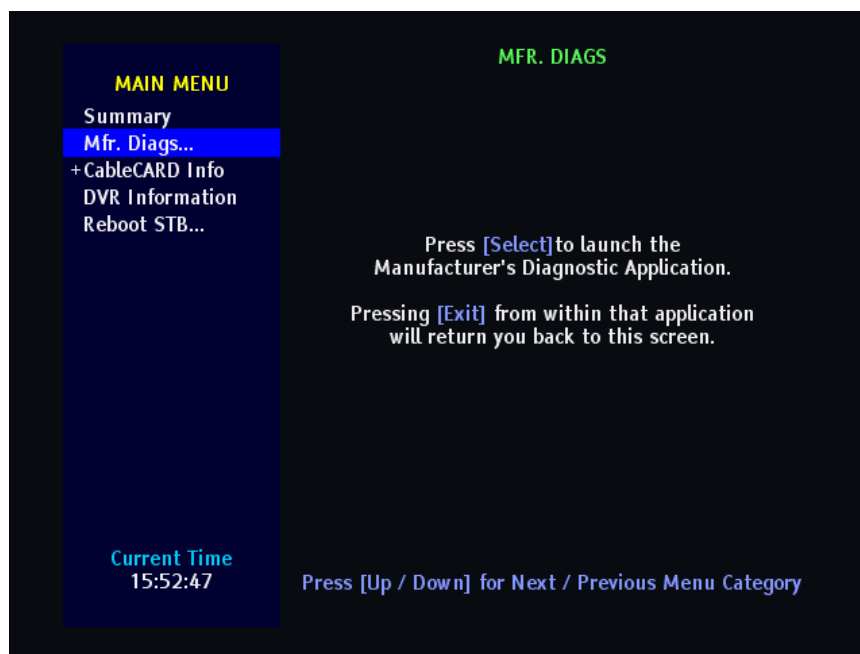 MAIN MENU
Summary
Mfr. Diags...
+CableCARD Info
DVR Information
Reboot STB...
Current Time
15:52:47
MFR. DIAGS
Press [Select]to launch the
Manufacturer's Diagnostic Application.
Pressing [Exit] from within that application
will return you back to this screen.
Press [Up / Down] for Next / Previous Menu Category